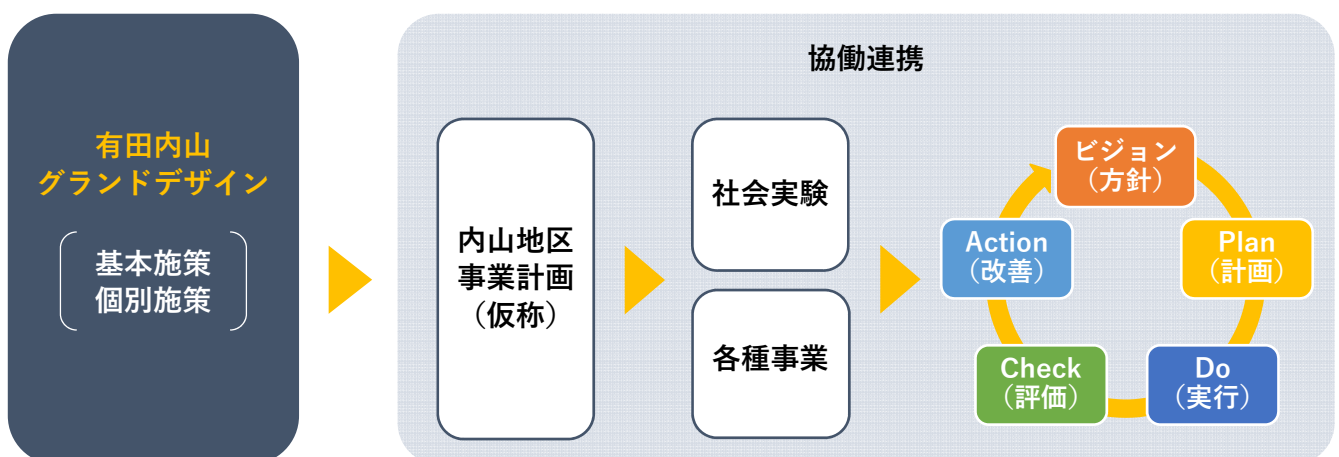 有田内山
グランドデザイン
基本施策
個別施策
協働連携
内山地区
事業計画
（仮称）
社会実験
各種事業
ビジョン
（方針）
Plan
（計画）
Do
（実行）
Check
（評価）
Action
（改善）